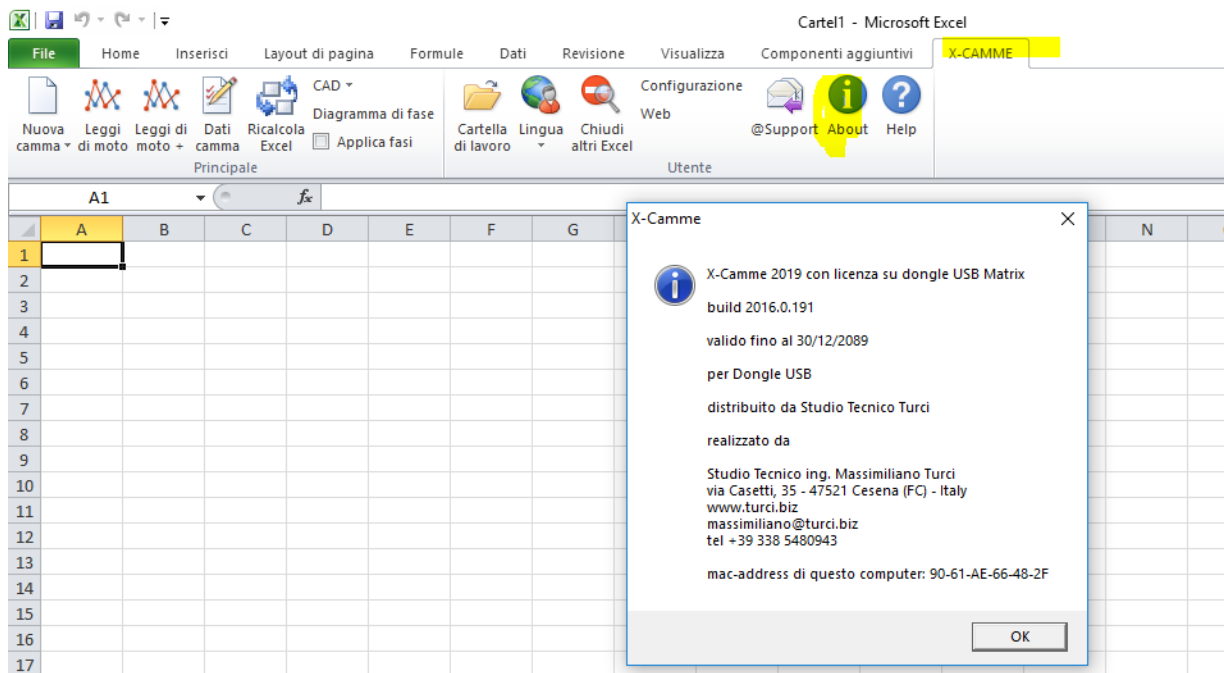 Cartel1 - Microsoft Excel
File Home Inserisci Layout di pagina Formule Dati Revisione Visualizza Componenti aggiuntivi X-CAMME
Nuova camma
Leggi di moto
Leggi di moto +
Dati camma
Ricalcola Excel
CAD
Diagramma di fase
Applica fasi
Principale
Cartella di lavoro
Lingua
Chiudi altri Excel
Configurazione
Web
@Support
About
Help
Utente
A1 fx
A B C D E F G N
1
2
3
4
5
6
7
8
9
10
11
12
13
14
15
16
17
X-Camme
X-Camme 2019 con licenza su dongle USB Matrix
build 2016.0.191
valido fino al 30/12/2089
per Dongle USB
distribuito da Studio Tecnico Turci
realizzato da
Studio Tecnico ing. Massimiliano Turci
via Casetti, 35 - 47521 Cesena (FC) - Italy
www.turci.biz
massimiliano@turci.biz
tel +39 338 5480943
mac-address di questo computer: 90-61-AE-66-48-2F
OK